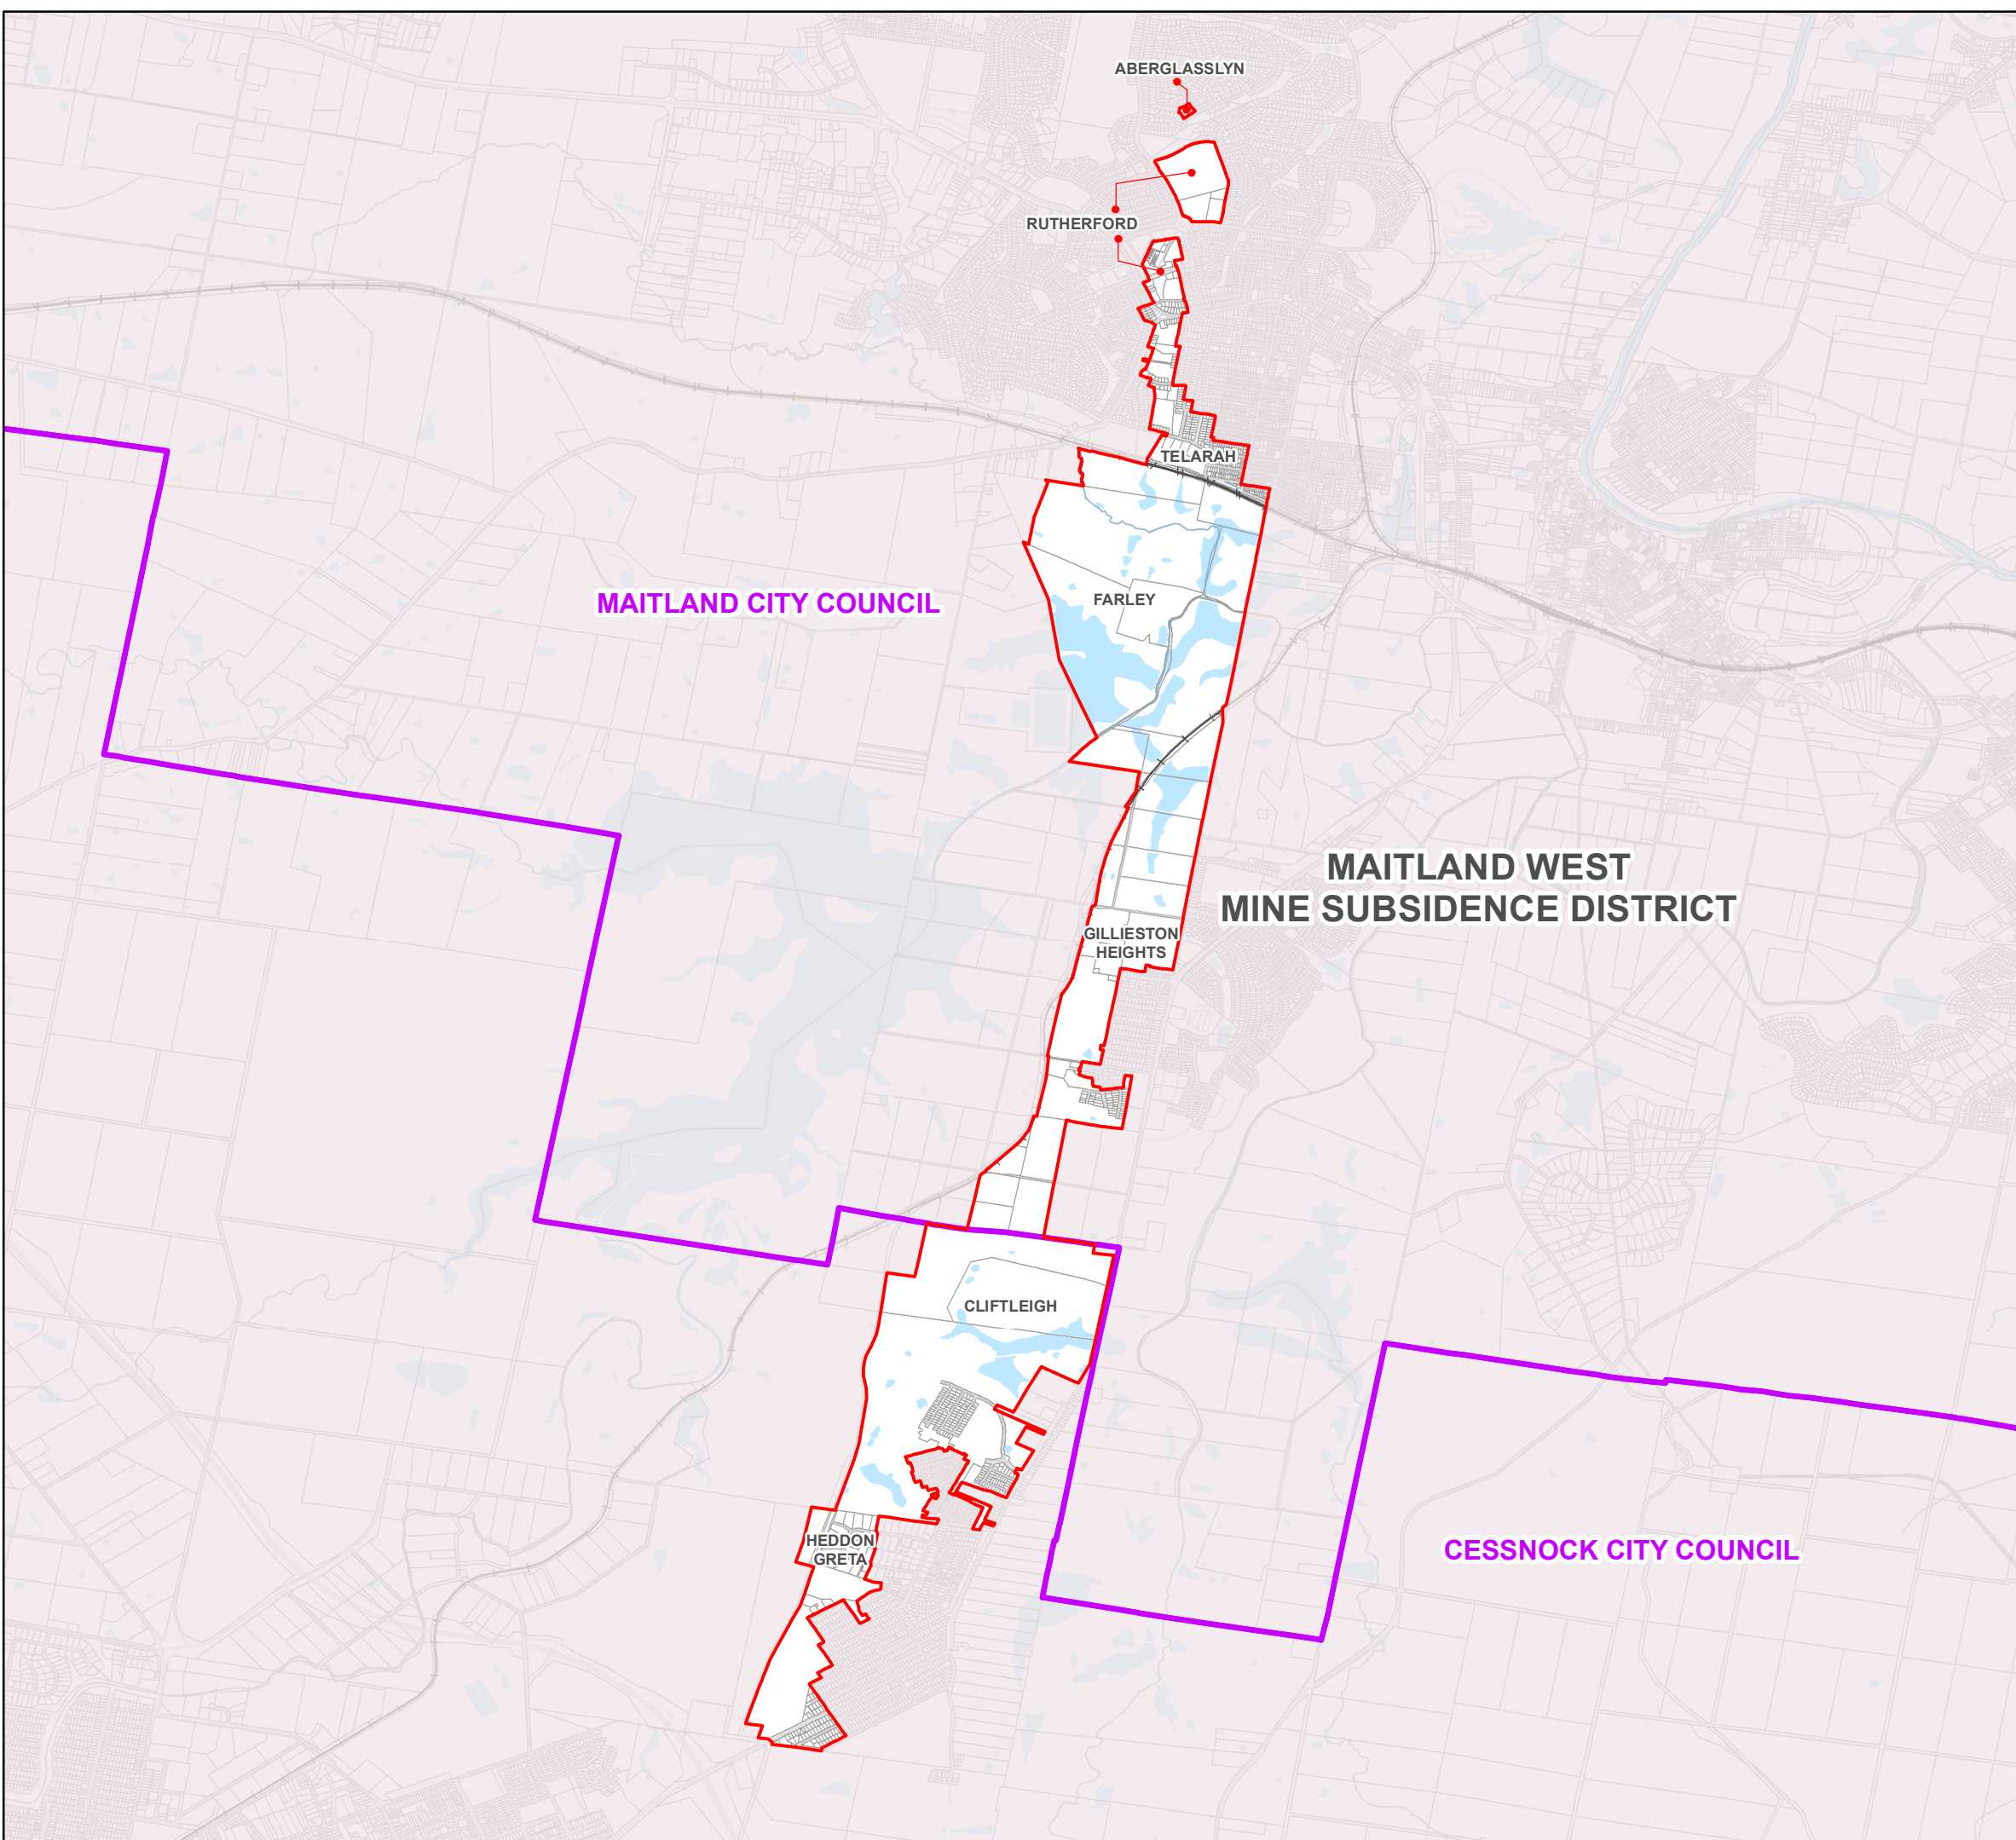 ABERGLASSLYN
RUTHERFORD
TELARAH
FARLEY
MAITLAND CITY COUNCIL
MAITLAND WEST
MINE SUBSIDENCE DISTRICT
GILLIESTON
HEIGHTS
CLIFTLEIGH
HEDDON
GRETA
CESSNOCK CITY COUNCIL